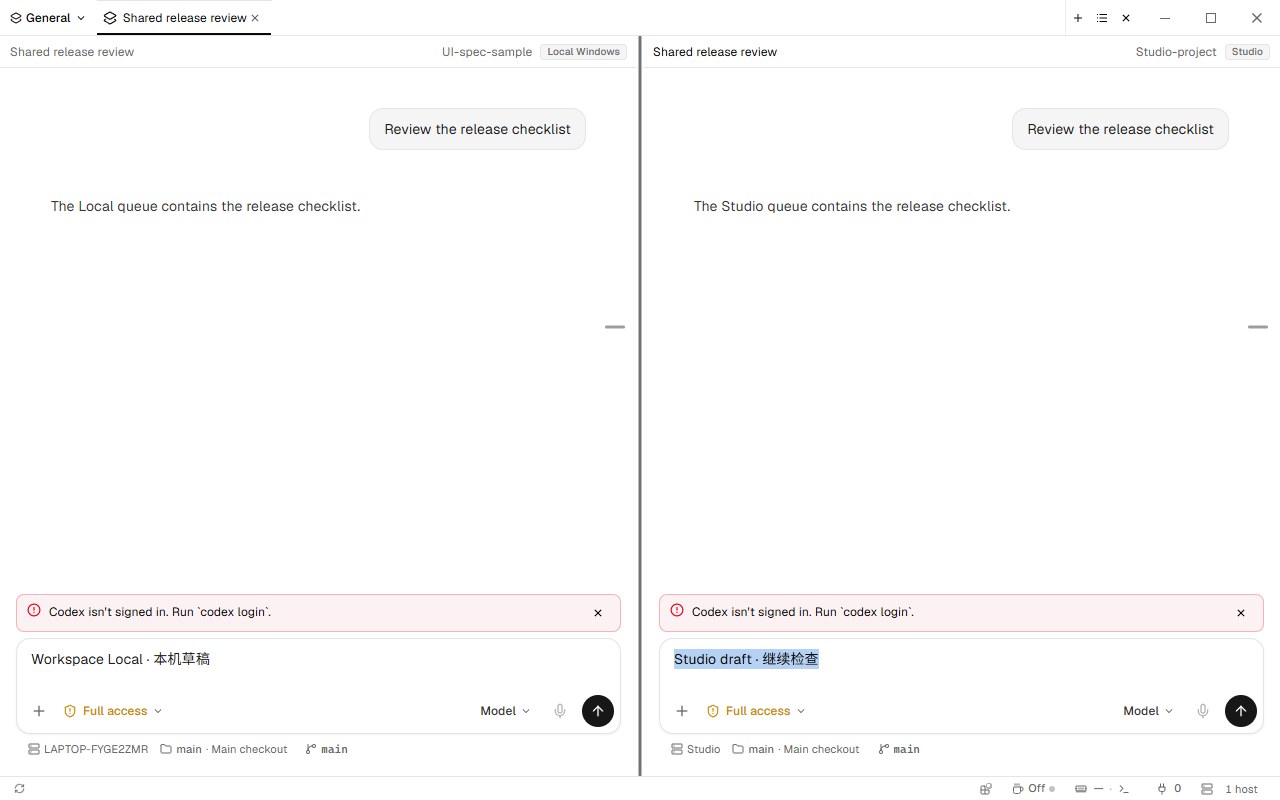 General
Shared release review
Shared release review
UI-spec-sample
Local Windows
Review the release checklist
The Local queue contains the release checklist.
Codex isn't signed in. Run `codex login`.
Workspace Local · 本机草稿
Full access
Model
LAPTOP-FYGE2ZMR
main · Main checkout
main
Shared release review
Studio-project
Studio
Review the release checklist
The Studio queue contains the release checklist.
Codex isn't signed in. Run `codex login`.
Studio draft · 继续检查
Full access
Model
Studio
main · Main checkout
main
Off
— ·
0
1 host